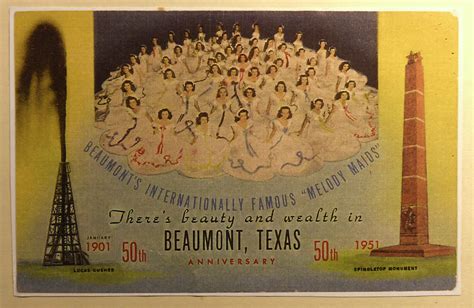 BEAUMONT'S INTERNATIONALLY FAMOUS "MELODY MAIDS"
There's beauty and wealth in
JANUARY
1901
50th
BEAUMONT, TEXAS
ANNIVERSARY
50th
1951
LUCAS GUSHER
SPINDLETOP MONUMENT